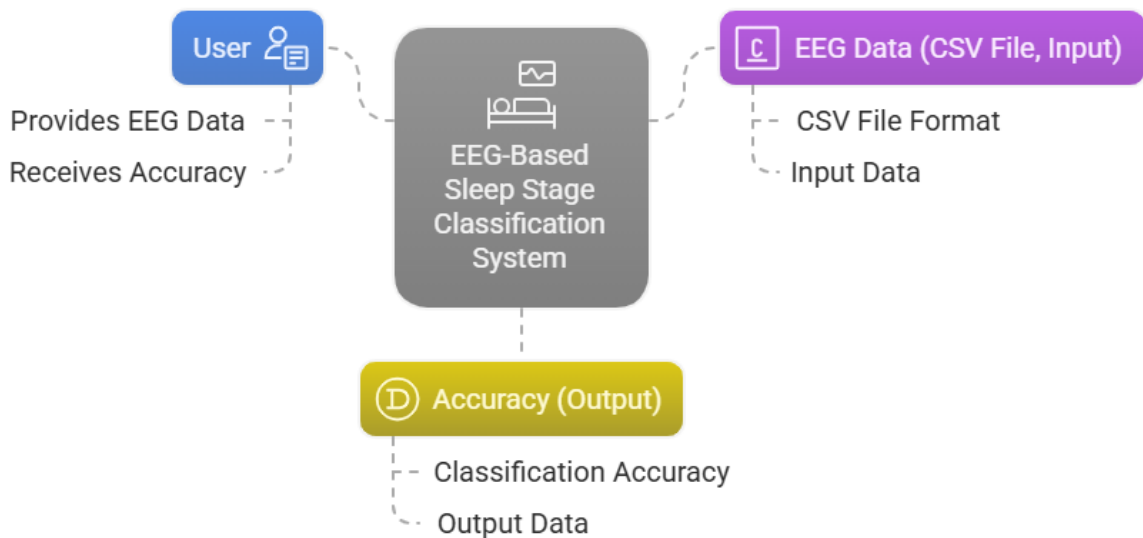 User
Provides EEG Data
Receives Accuracy
EEG-Based
Sleep Stage
Classification
System
C
EEG Data (CSV File, Input)
CSV File Format
Input Data
D
Accuracy (Output)
Classification Accuracy
Output Data